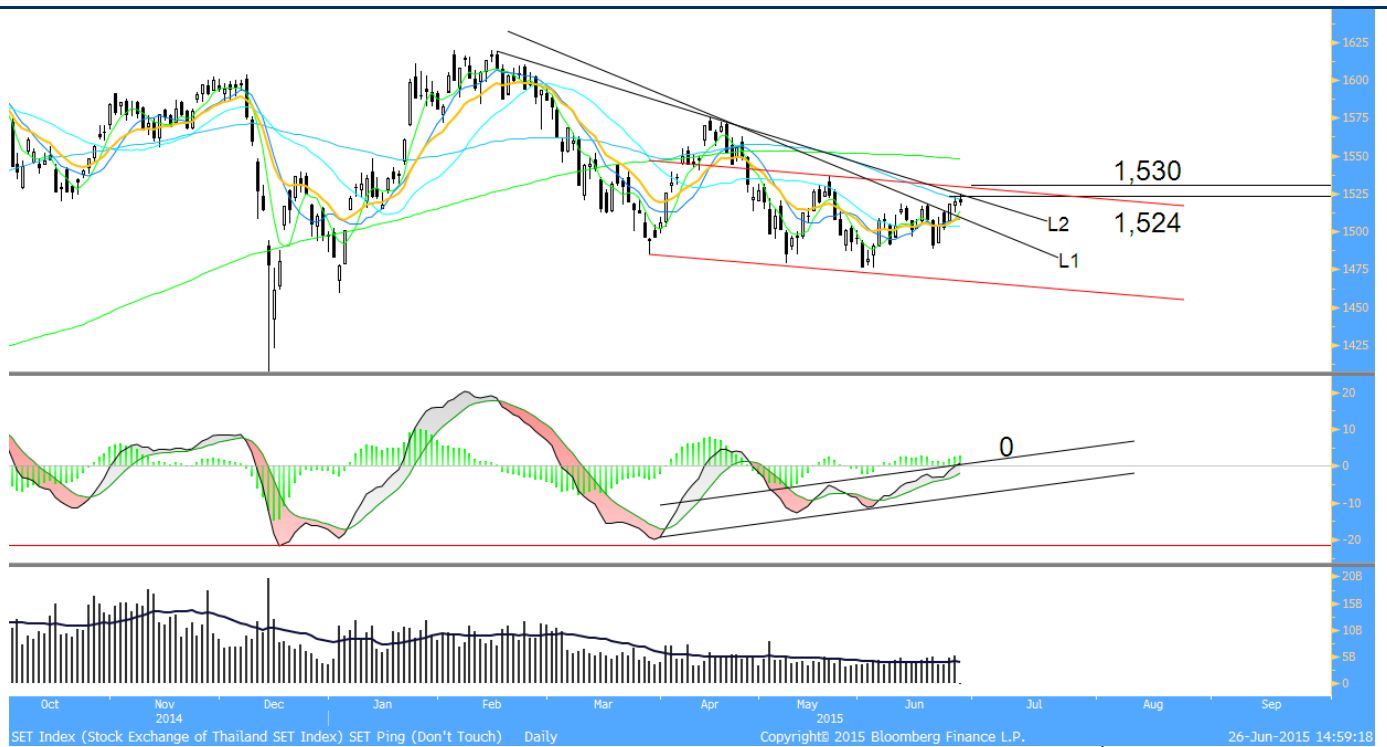 1625
1600
1575
1550
1,530
1525
L2
1,524
1500
L1
1475
1450
1425
20
10
0
0
-10
-20
20B
15B
10B
5B
0
Oct Nov Dec Jan Feb Mar Apr May Jun Jul Aug Sep
2014 2015
SET Index (Stock Exchange of Thailand SET Index) SET Ping (Don't Touch) Daily Copyright© 2015 Bloomberg Finance L.P. 26-Jun-2015 14:59:18